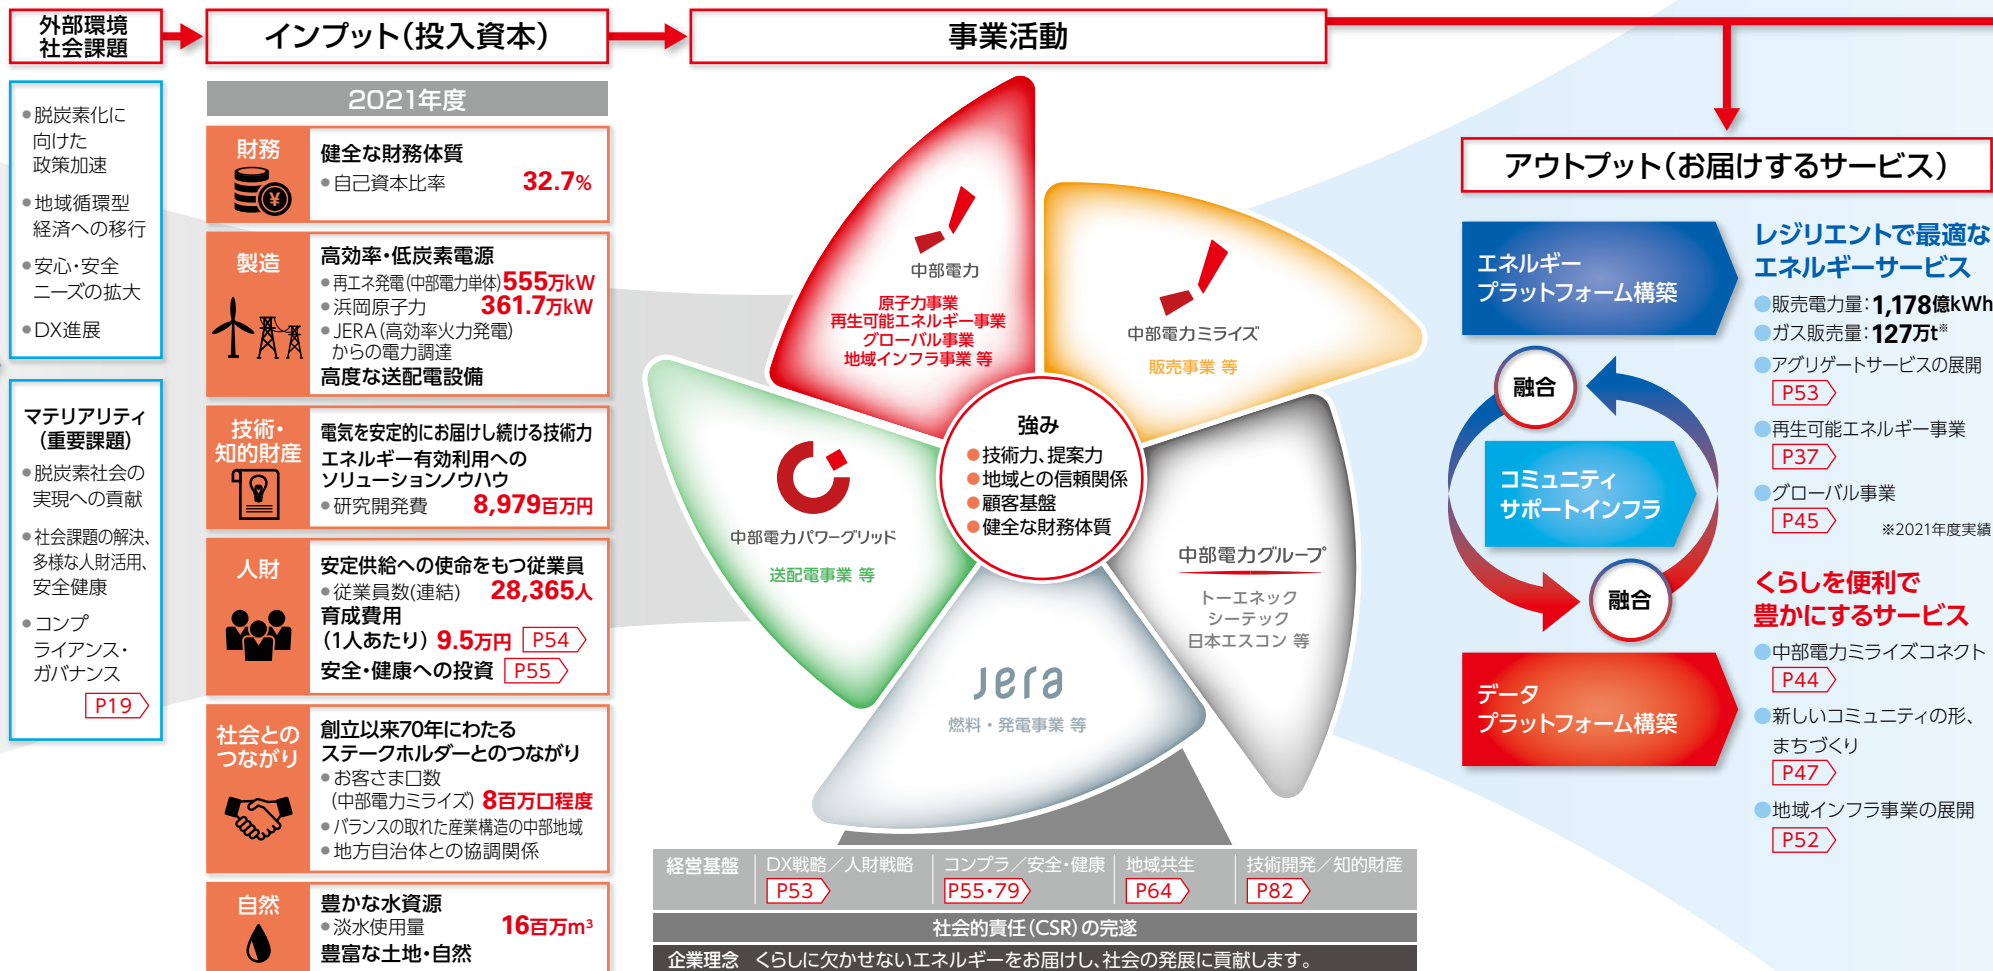 外部環境
社会課題
インプット（投入資本）
事業活動
●脱炭素化に
向けた
政策加速
●地域循環型
経済への移行
●安心・安全
ニーズの拡大
●DX進展
マテリアリティ
（重要課題）
●脱炭素社会の
実現への貢献
●社会課題の解決、
多様な人財活用、
安全健康
●コンプ
ライアンス・
ガバナンス
P19
2021年度
財務
健全な財務体質
●自己資本比率 32.7%
製造
高効率・低炭素電源
●再エネ発電（中部電力単体）555万kW
●浜岡原子力 361.7万kW
●JERA（高効率火力発電）
からの電力調達
高度な送配電設備
技術・
知的財産
電気を安定的にお届けし続ける技術力
エネルギー有効利用への
ソリューションノウハウ
●研究開発費 8,979百万円
人財
安定供給への使命をもつ従業員
●従業員数(連結) 28,365人
育成費用
（1人あたり） 9.5万円 P54
安全・健康への投資 P55
社会との
つながり
創立以来70年にわたる
ステークホルダーとのつながり
●お客さま口数
（中部電力ミライズ） 8百万口程度
●バランスの取れた産業構造の中部地域
●地方自治体との協調関係
自然
豊かな水資源
●淡水使用量 16百万m³
豊富な土地・自然
中部電力
原子力事業
再生可能エネルギー事業
グローバル事業
地域インフラ事業 等
中部電力ミライズ
販売事業 等
中部電力パワーグリッド
送配電事業 等
強み
●技術力、提案力
●地域との信頼関係
●顧客基盤
●健全な財務体質
中部電力グループ
トーエネック
シーテック
日本エスコン 等
Jera
燃料・発電事業 等
経営基盤
DX戦略／人財戦略
P53
コンプラ／安全・健康
P55・79
地域共生
P64
技術開発／知的財産
P82
社会的責任（CSR）の完遂
企業理念 くらしに欠かせないエネルギーをお届けし、社会の発展に貢献します。
アウトプット（お届けするサービス）
エネルギー
プラットフォーム構築
融合
コミュニティ
サポートインフラ
融合
データ
プラットフォーム構築
レジリエントで最適な
エネルギーサービス
●販売電力量：1,178億kWh
●ガス販売量：127万t※
●アグリゲートサービスの展開
P53
●再生可能エネルギー事業
P37
●グローバル事業
P45
※2021年度実績
くらしを便利で
豊かにするサービス
●中部電力ミライズコネクト
P44
●新しいコミュニティの形、
まちづくり
P47
●地域インフラ事業の展開
P52